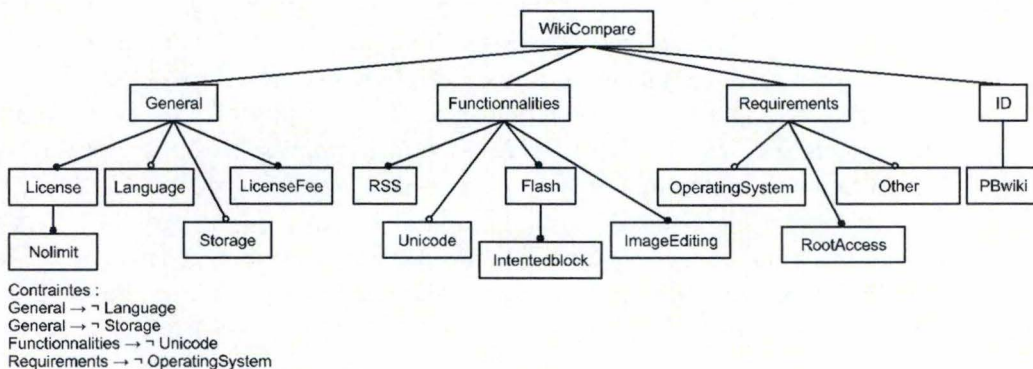 WikiCompare
General
Functionnalities
Requirements
ID
License
Language
LicenseFee
RSS
Flash
OperatingSystem
Other
PBwiki
Nolimit
Storage
Unicode
Intentedblock
ImageEditing
RootAccess
Contraintes :
General → ¬ Language
General → ¬ Storage
Functionnalities → ¬ Unicode
Requirements → ¬ OperatingSystem